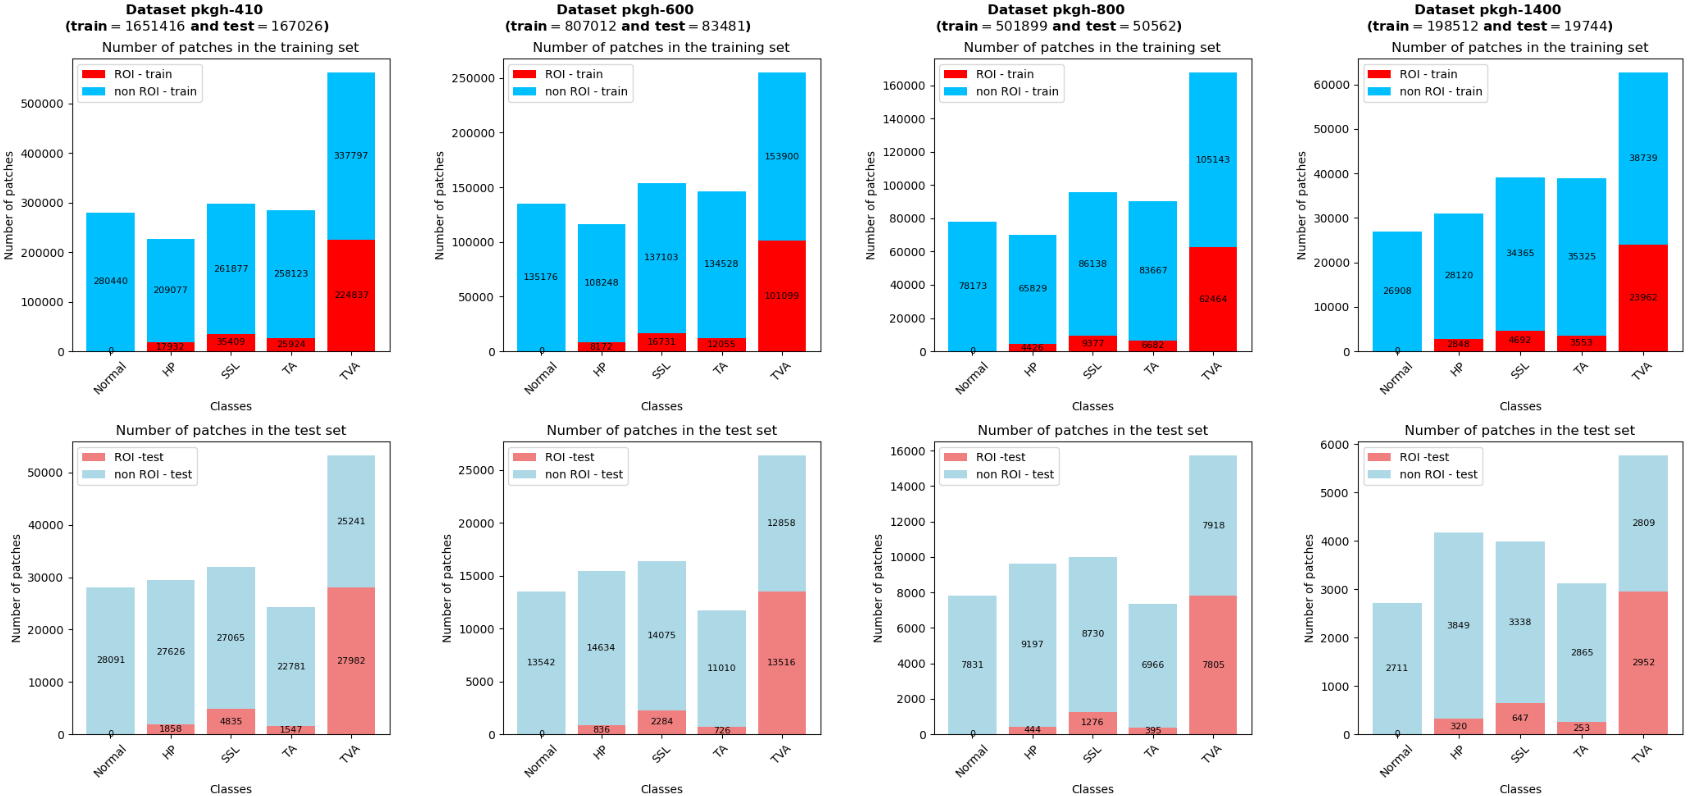 Dataset pkgh-410
(train = 1651416 and test = 167026)
Number of patches in the training set
ROI - train
non ROI - train
Number of patches
500000
400000
300000
200000
100000
0
280440
0
209077
17932
261877
35409
258123
25924
337797
224837
Normal
HP
SSL
TA
TVA
Classes
Dataset pkgh-600
(train = 807012 and test = 83481)
Number of patches in the training set
ROI - train
non ROI - train
Number of patches
250000
200000
150000
100000
50000
0
135176
0
108248
8172
137103
16731
134528
12055
153900
101099
Normal
HP
SSL
TA
TVA
Classes
Dataset pkgh-800
(train = 501899 and test = 50562)
Number of patches in the training set
ROI - train
non ROI - train
Number of patches
160000
140000
120000
100000
80000
60000
40000
20000
0
78173
0
65829
4426
86138
9377
83667
6682
105143
62464
Normal
HP
SSL
TA
TVA
Classes
Dataset pkgh-1400
(train = 198512 and test = 19744)
Number of patches in the training set
ROI - train
non ROI - train
Number of patches
60000
50000
40000
30000
20000
10000
0
26908
0
28120
2848
34365
4692
35325
3553
38739
23962
Normal
HP
SSL
TA
TVA
Classes
Number of patches in the test set
ROI -test
non ROI - test
Number of patches
50000
40000
30000
20000
10000
0
28091
0
27626
1858
27065
4835
22781
1547
25241
27982
Normal
HP
SSL
TA
TVA
Classes
Number of patches in the test set
ROI -test
non ROI - test
Number of patches
25000
20000
15000
10000
5000
0
13542
0
14634
836
14075
2284
11010
726
12858
13516
Normal
HP
SSL
TA
TVA
Classes
Number of patches in the test set
ROI -test
non ROI - test
Number of patches
16000
14000
12000
10000
8000
6000
4000
2000
0
7831
0
9197
444
8730
1276
6966
395
7918
7805
Normal
HP
SSL
TA
TVA
Classes
Number of patches in the test set
ROI -test
non ROI - test
Number of patches
6000
5000
4000
3000
2000
1000
0
2711
0
3849
320
3338
647
2865
253
2809
2952
Normal
HP
SSL
TA
TVA
Classes